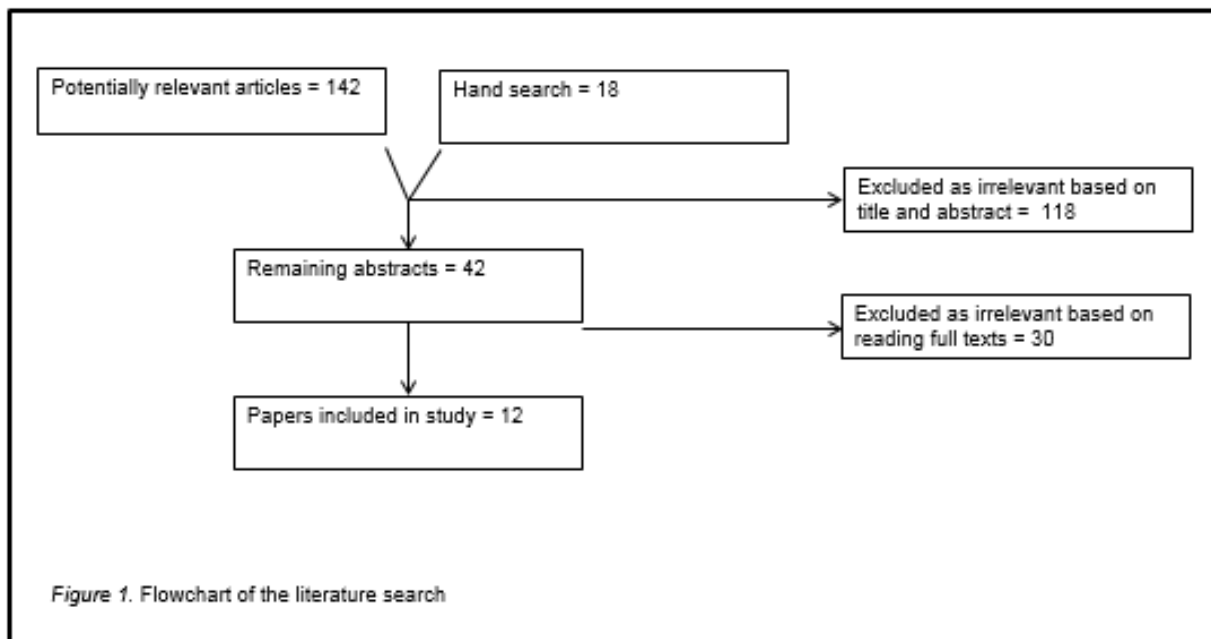 Potentially relevant articles = 142
Hand search = 18
Excluded as irrelevant based on
title and abstract = 118
Remaining abstracts = 42
Excluded as irrelevant based on
reading full texts = 30
Papers included in study = 12
Figure 1. Flowchart of the literature search